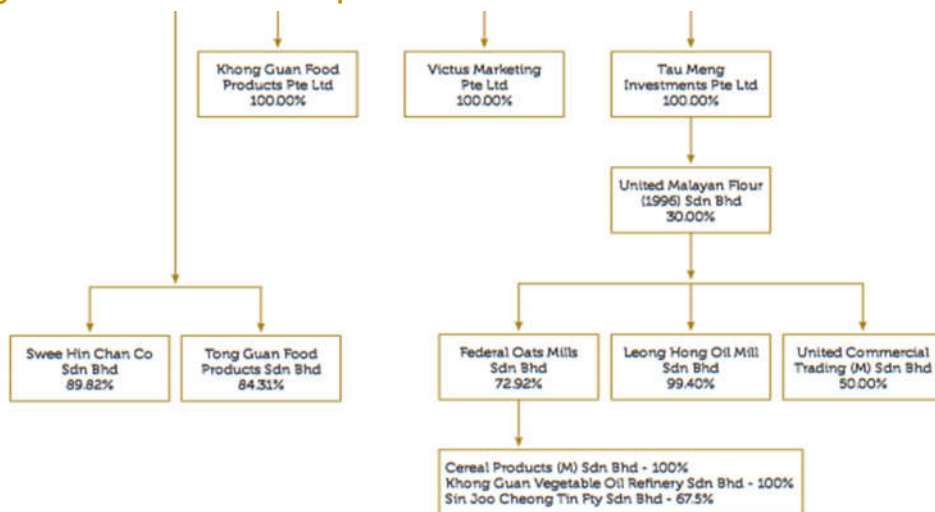 Khong Guan Food
Products Pte Ltd
100.00%
Victus Marketing
Pte Ltd
100.00%
Tau Meng
Investments Pte Ltd
100.00%
United Malayan Flour
(1996) Sdn Bhd
30.00%
Swee Hin Chan Co
Sdn Bhd
89.82%
Tong Guan Food
Products Sdn Bhd
84.31%
Federal Oats Mills
Sdn Bhd
72.92%
Leong Hong Oil Mill
Sdn Bhd
99.40%
United Commercial
Trading (M) Sdn Bhd
50.00%
Cereal Products (M) Sdn Bhd - 100%
Khong Guan Vegetable Oil Refinery Sdn Bhd - 100%
Sin Joo Cheong Tin Fty Sdn Bhd - 67.5%